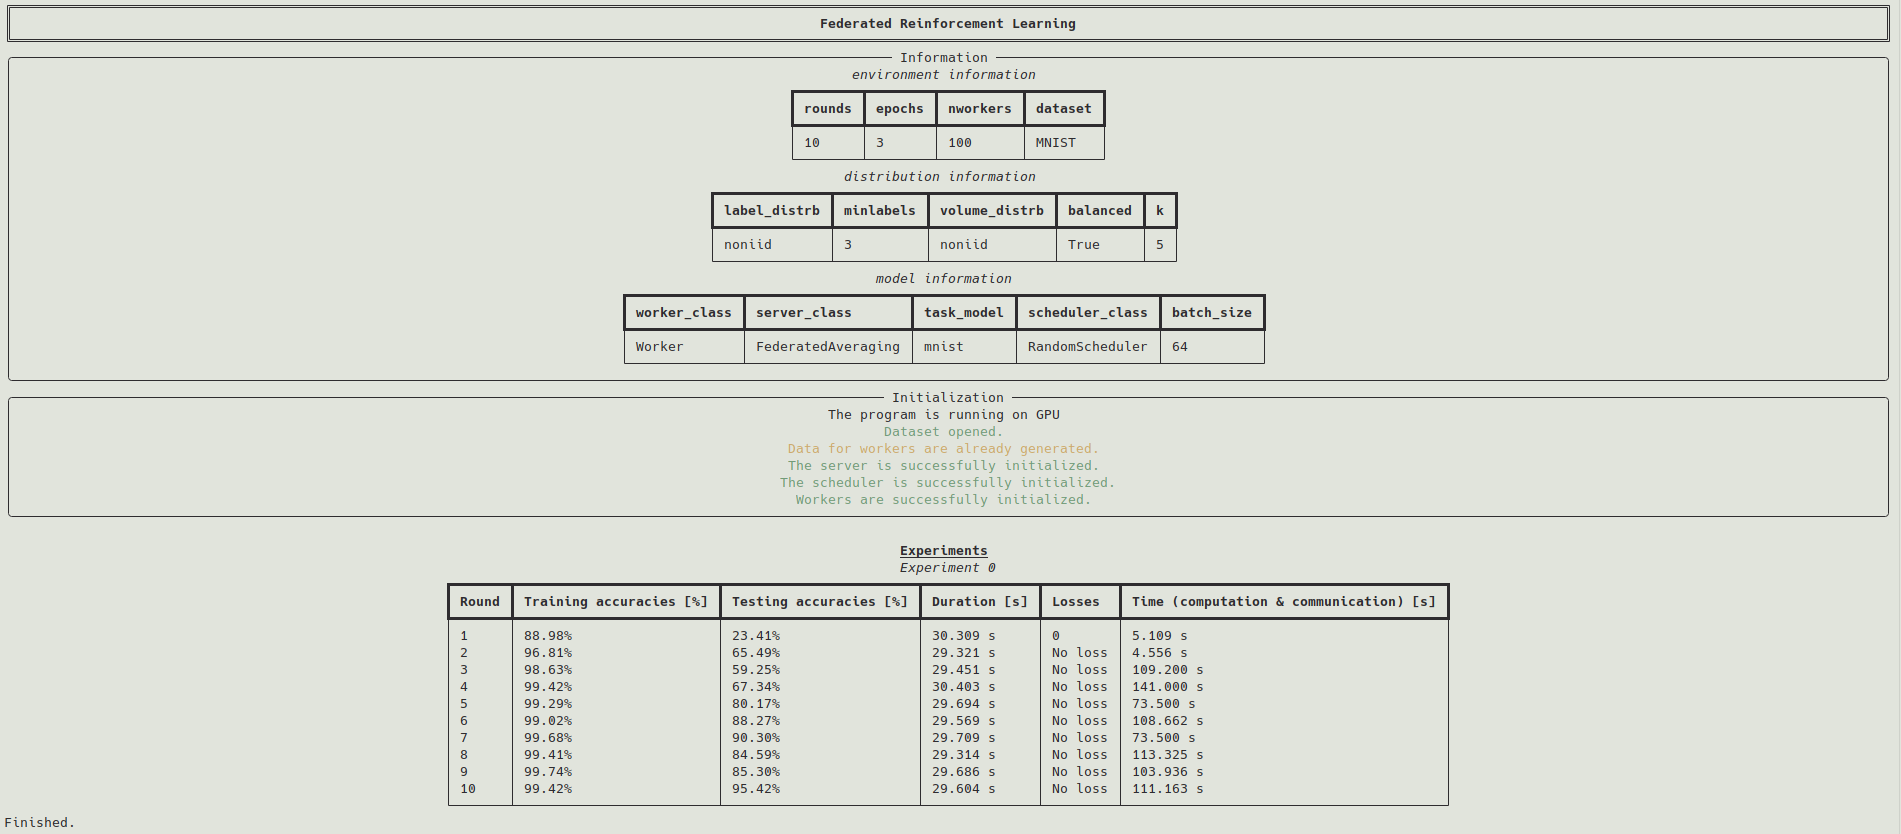 Federated Reinforcement Learning
Information
environment information
rounds epochs nworkers dataset
10 3 100 MNIST
distribution information
label_distrb minlabels volume_distrb balanced k
noniid 3 noniid True 5
model information
worker_class server_class task_model scheduler_class batch_size
Worker FederatedAveraging mnist RandomScheduler 64
Initialization
The program is running on GPU
Dataset opened.
Data for workers are already generated.
The server is successfully initialized.
The scheduler is successfully initialized.
Workers are successfully initialized.
Experiments
Experiment 0
Round Training accuracies [%] Testing accuracies [%] Duration [s] Losses Time (computation & communication) [s]
1 88.98% 23.41% 30.309 s 0 5.109 s
2 96.81% 65.49% 29.321 s No loss 4.556 s
3 98.63% 59.25% 29.451 s No loss 109.200 s
4 99.42% 67.34% 30.403 s No loss 141.000 s
5 99.29% 80.17% 29.694 s No loss 73.500 s
6 99.02% 88.27% 29.569 s No loss 108.662 s
7 99.68% 90.30% 29.709 s No loss 73.500 s
8 99.41% 84.59% 29.314 s No loss 113.325 s
9 99.74% 85.30% 29.686 s No loss 103.936 s
10 99.42% 95.42% 29.604 s No loss 111.163 s
Finished.